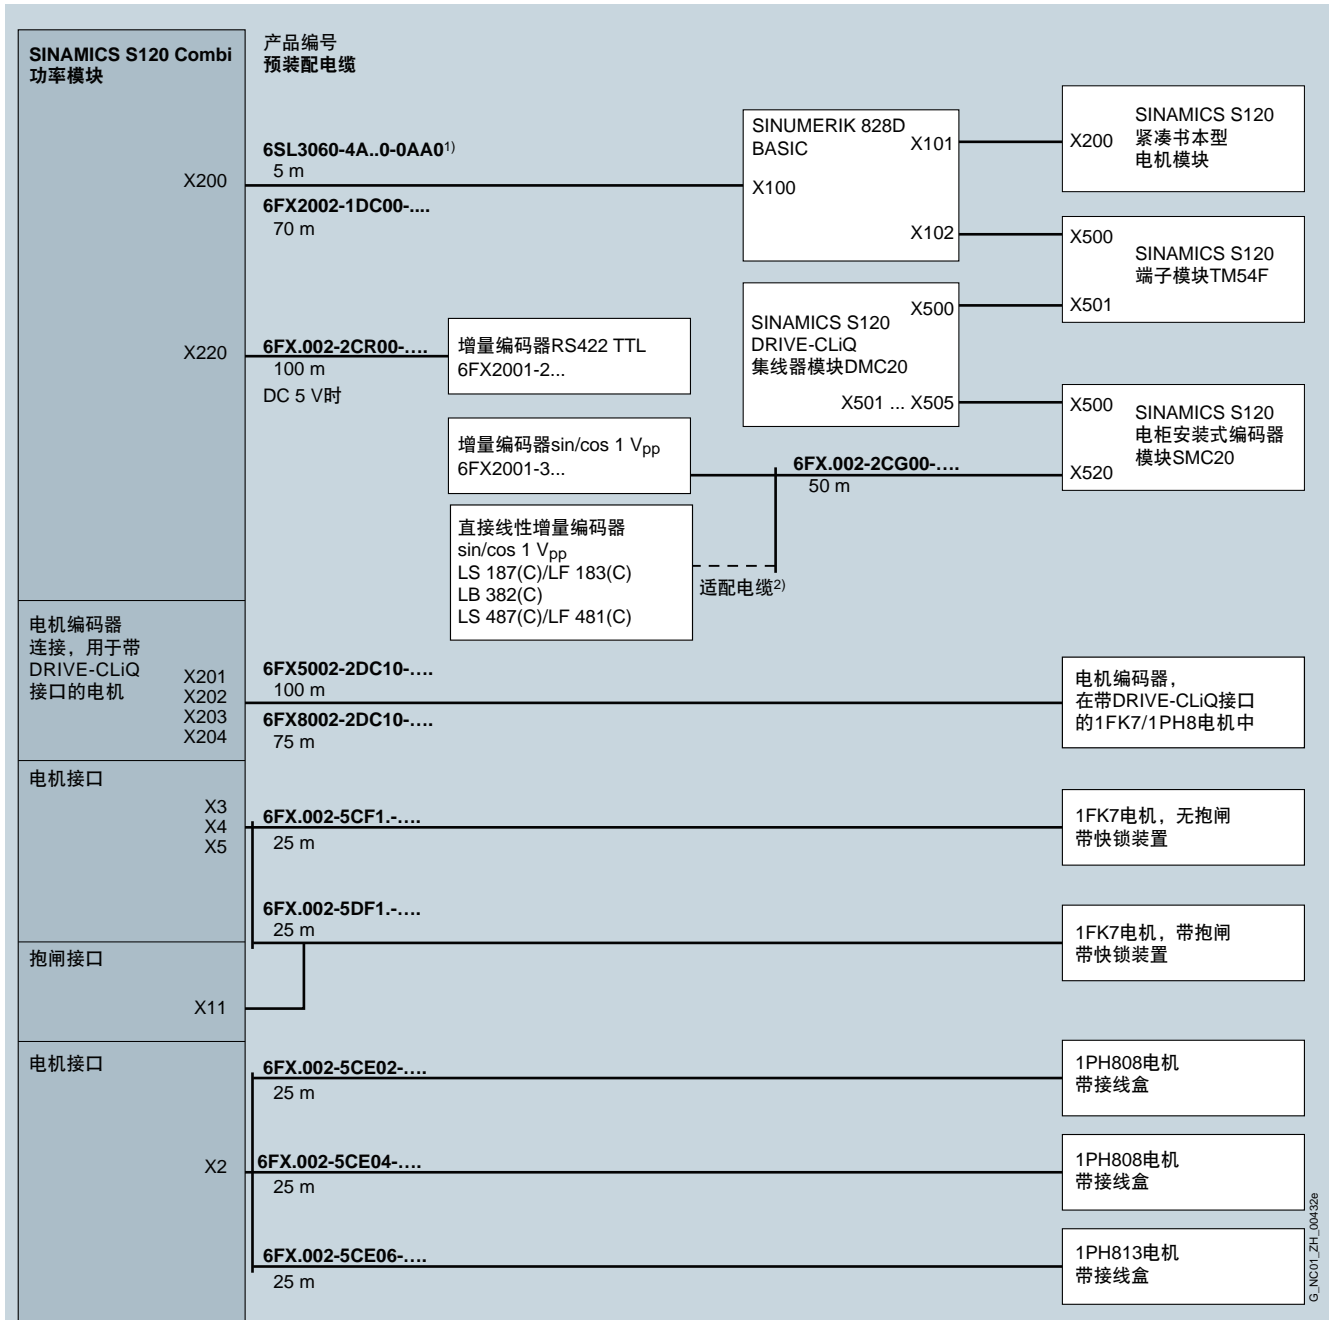 SINAMICS S120 Combi
功率模块
产品编号
预装配电缆
6SL3060-4A..0-0AA0¹⁾
5 m
X200
6FX2002-1DC00-....
70 m
SINUMERIK 828D
BASIC
X101
X100
X102
X200
SINAMICS S120
紧凑书本型
电机模块
X500
SINAMICS S120
端子模块TM54F
X501
X500
SINAMICS S120
DRIVE-CLiQ
集线器模块DMC20
X501 ... X505
X220
6FX.002-2CR00-....
100 m
DC 5 V时
增量编码器RS422 TTL
6FX2001-2...
增量编码器sin/cos 1 Vpp
6FX2001-3...
6FX.002-2CG00-....
50 m
X500
SINAMICS S120
电柜安装式编码器
模块SMC20
X520
直接线性增量编码器
sin/cos 1 Vpp
LS 187(C)/LF 183(C)
LB 382(C)
LS 487(C)/LF 481(C)
适配电缆²⁾
电机编码器
连接，用于带
DRIVE-CLiQ
接口的电机
X201
X202
X203
X204
6FX5002-2DC10-....
100 m
6FX8002-2DC10-....
75 m
电机编码器，
在带DRIVE-CLiQ接口
的1FK7/1PH8电机中
电机接口
X3
X4
X5
6FX.002-5CF1.-....
25 m
1FK7电机，无抱闸
带快锁装置
6FX.002-5DF1.-....
25 m
1FK7电机，带抱闸
带快锁装置
抱闸接口
X11
电机接口
6FX.002-5CE02-....
25 m
1PH808电机
带接线盒
X2
6FX.002-5CE04-....
25 m
1PH808电机
带接线盒
6FX.002-5CE06-....
25 m
1PH813电机
带接线盒
G_NC01_ZH_00432e